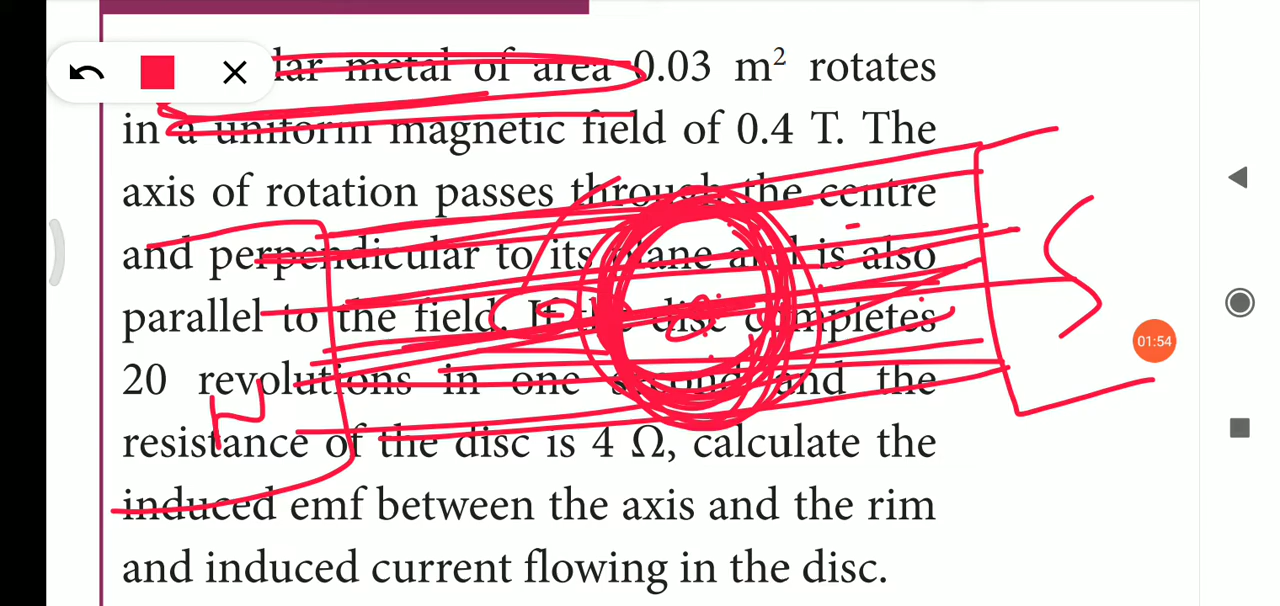 lar metal of area 0.03 m² rotates
in a uniform magnetic field of 0.4 T. The
axis of rotation passes through the centre
and perpendicular to its plane and is also
parallel to the field. If the disc completes
20 revolutions in one second and the
resistance of the disc is 4 Ω, calculate the
induced emf between the axis and the rim
and induced current flowing in the disc.
N
S
01:54